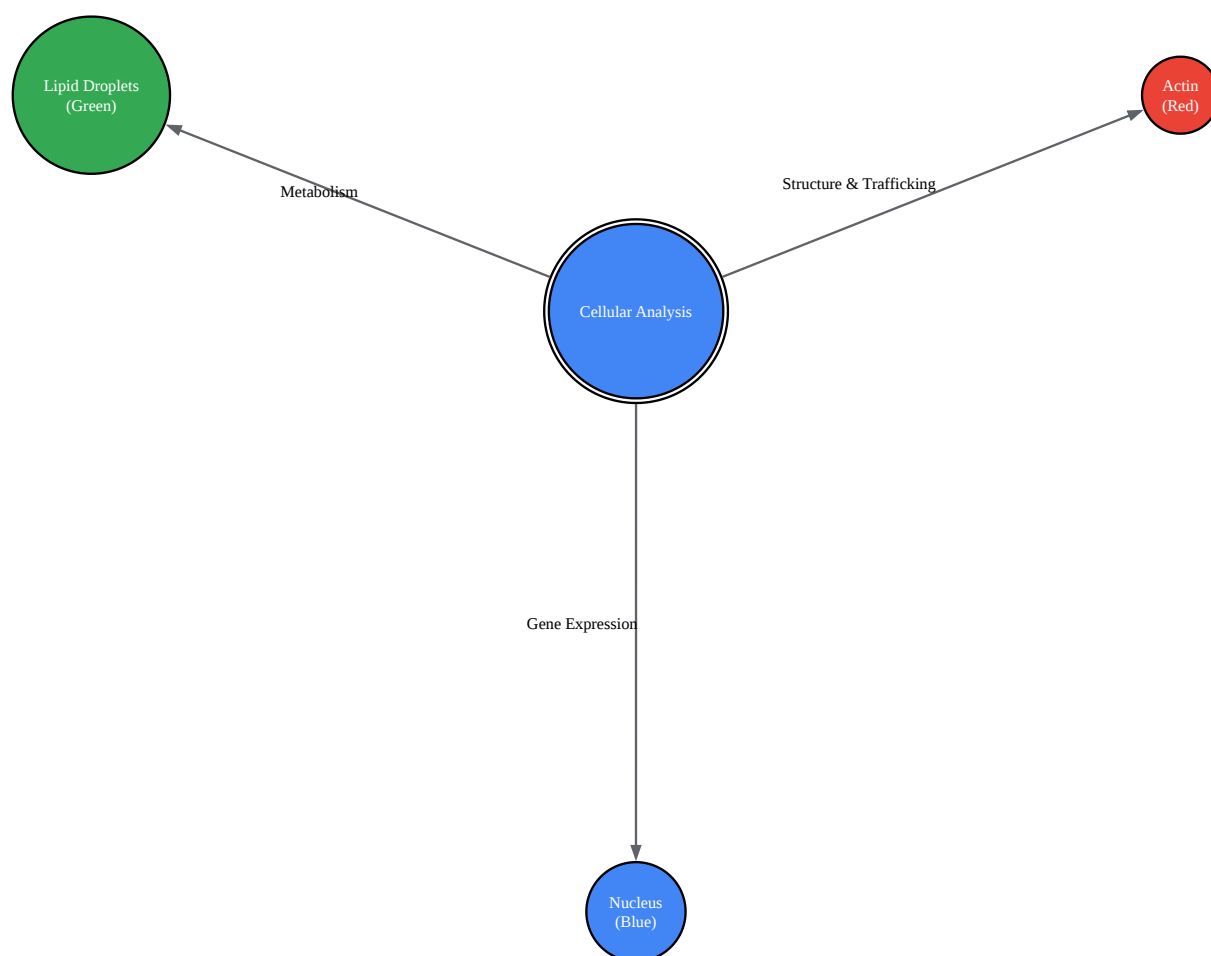 Lipid Droplets
(Green)
Actin
(Red)
Metabolism
Structure & Trafficking
Cellular Analysis
Gene Expression
Nucleus
(Blue)